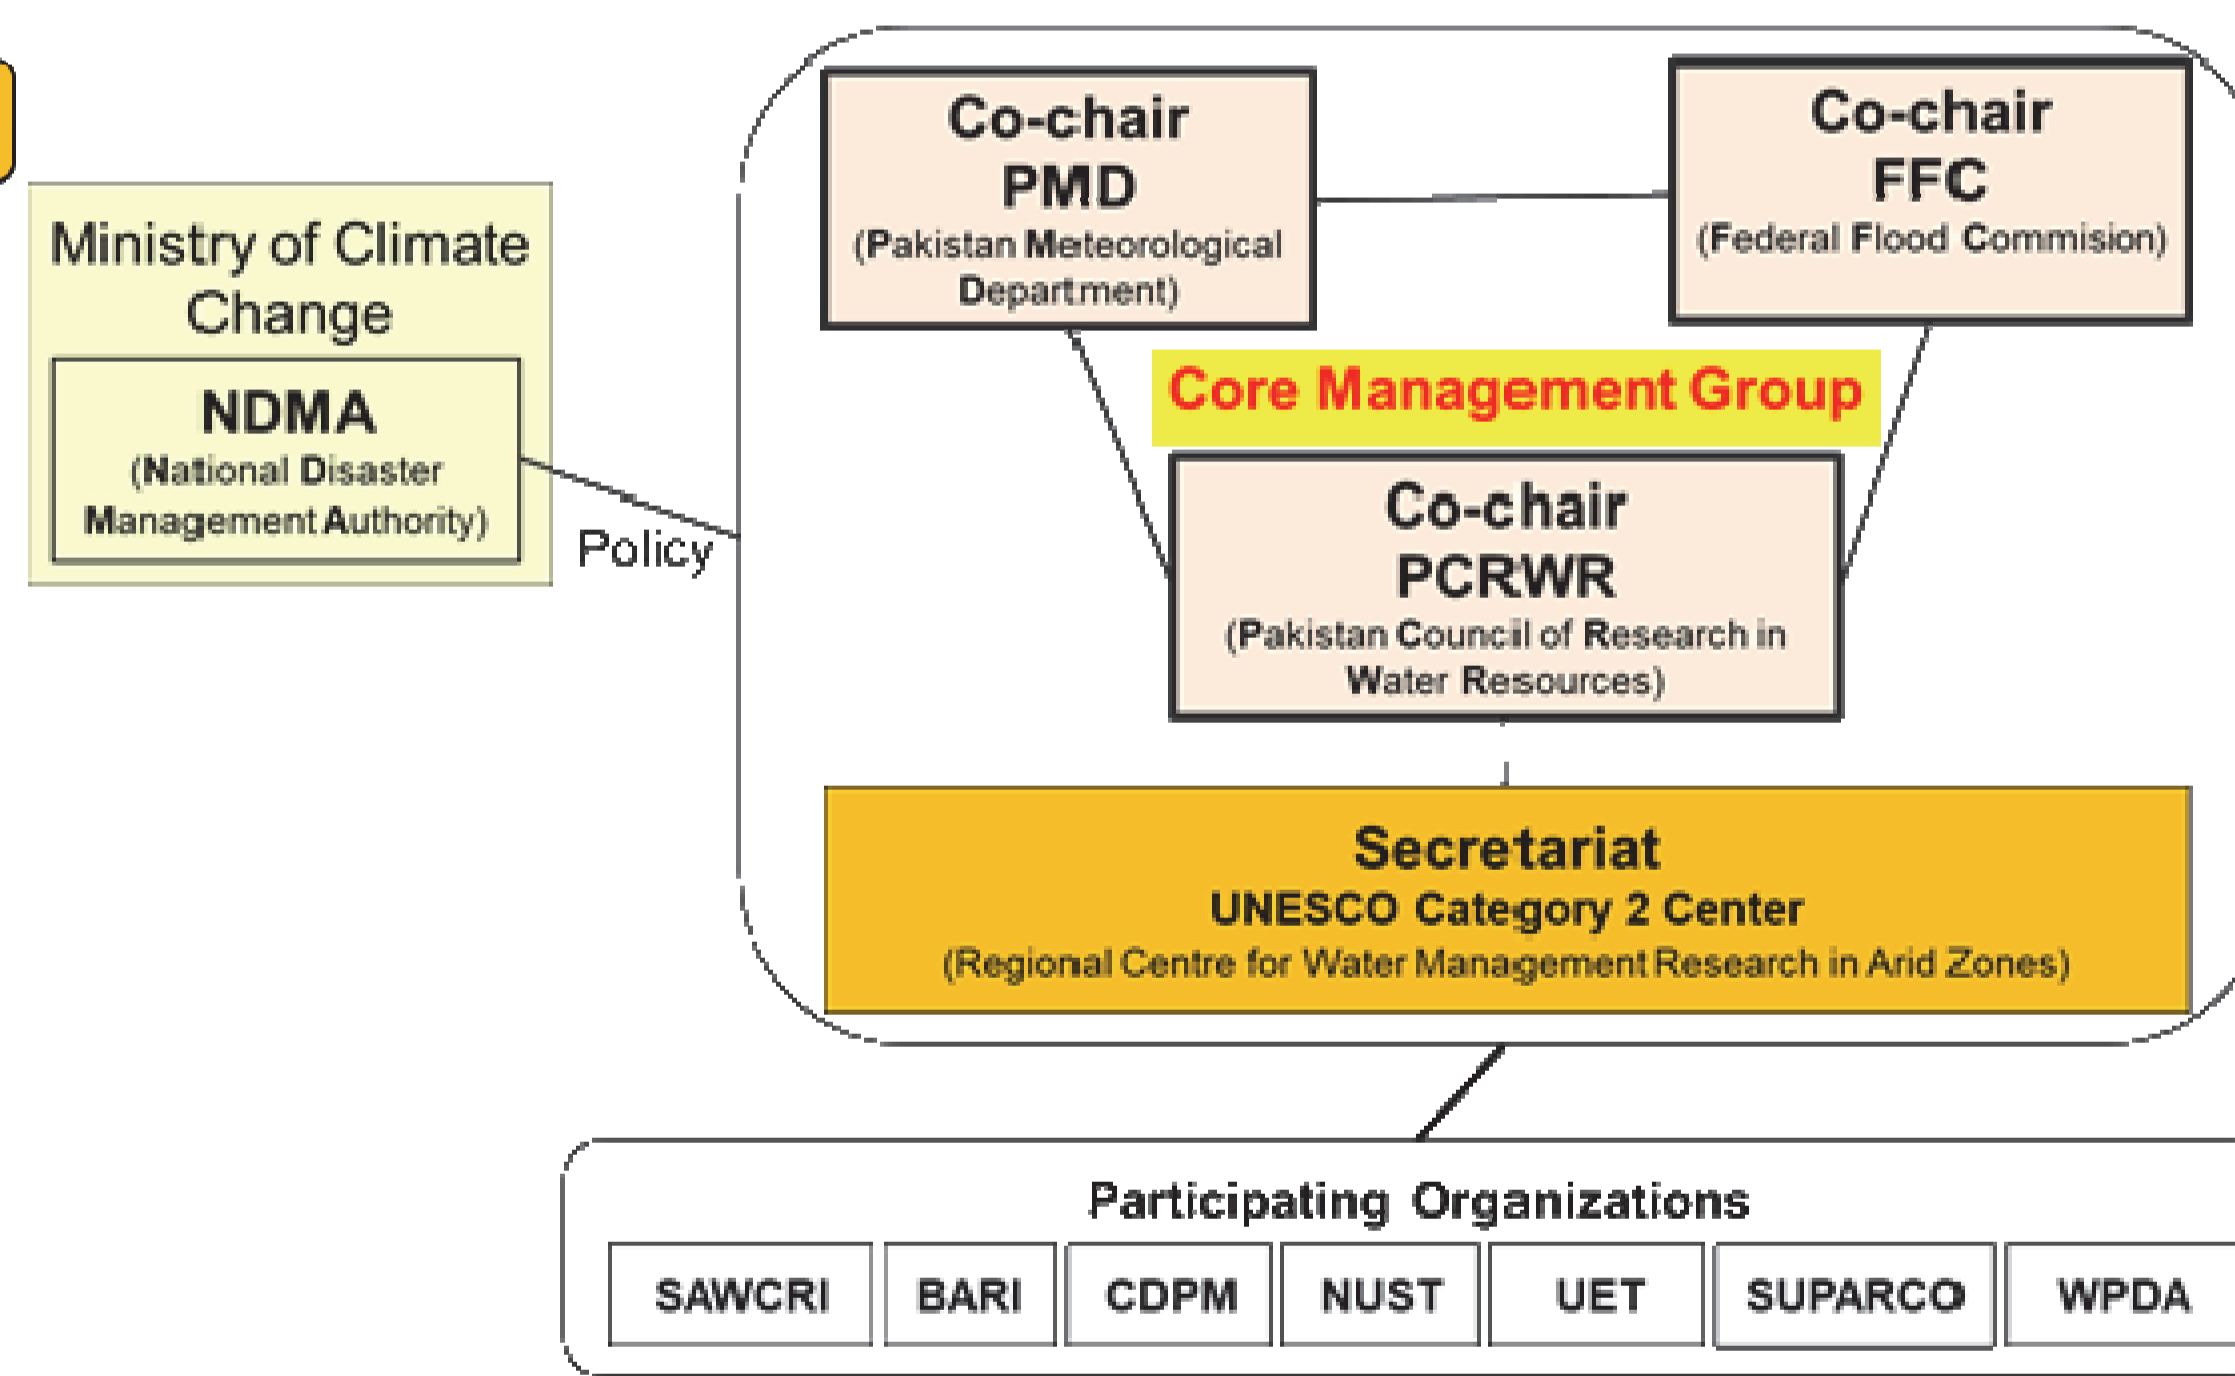 Ministry of Climate
Change
NDMA
(National Disaster
Management Authority)
Policy
Co-chair
PMD
(Pakistan Meteorological
Department)
Co-chair
FFC
(Federal Flood Commision)
Core Management Group
Co-chair
PCRWR
(Pakistan Council of Research in
Water Resources)
Secretariat
UNESCO Category 2 Center
(Regional Centre for Water Management Research in Arid Zones)
Participating Organizations
SAWCRI
BARI
CDPM
NUST
UET
SUPARCO
WPDA